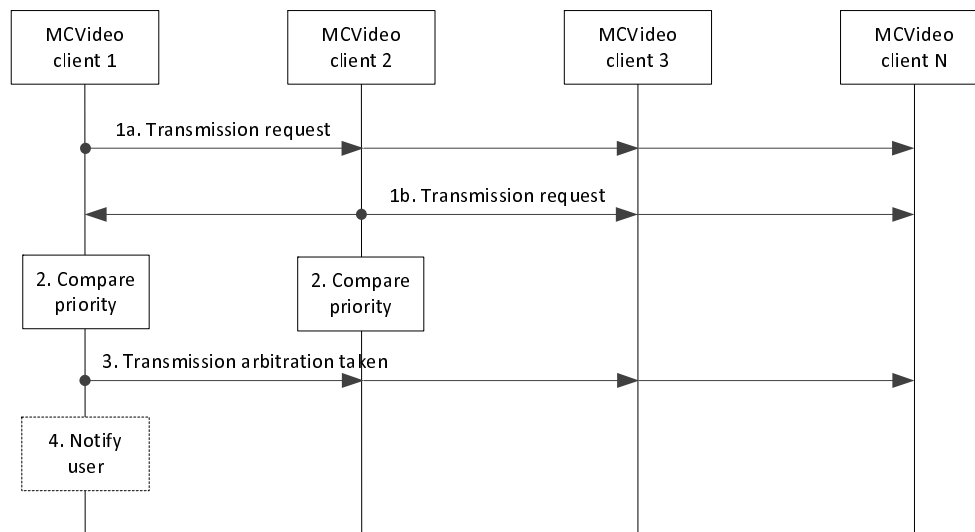 MCVideo
client 1
MCVideo
client 2
MCVideo
client 3
MCVideo
client N
1a. Transmission request
1b. Transmission request
2. Compare
priority
2. Compare
priority
3. Transmission arbitration taken
4. Notify
user